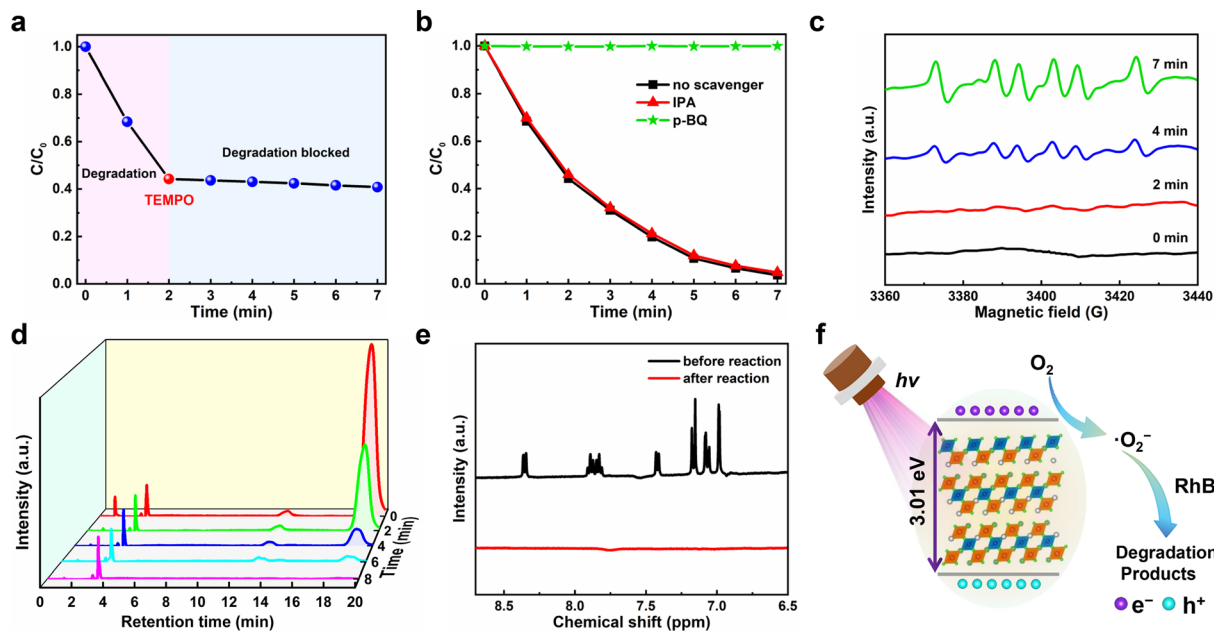 a
C/C0
1.0
0.8
0.6
0.4
0.2
0.0
Degradation
TEMPO
Degradation blocked
0 1 2 3 4 5 6 7
Time (min)
b
C/C0
1.0
0.8
0.6
0.4
0.2
0.0
no scavenger
IPA
p-BQ
0 1 2 3 4 5 6 7
Time (min)
c
Intensity (a.u.)
7 min
4 min
2 min
0 min
3360 3380 3400 3420 3440
Magnetic field (G)
d
Intensity (a.u.)
0
2
4
6
8
Time (min)
0 2 4 6 8 10 12 14 16 18 20
Retention time (min)
e
Intensity (a.u.)
before reaction
after reaction
8.5 8.0 7.5 7.0 6.5
Chemical shift (ppm)
f
hv
O₂
·O₂⁻
3.01 eV
RhB
Degradation
Products
e⁻ h⁺